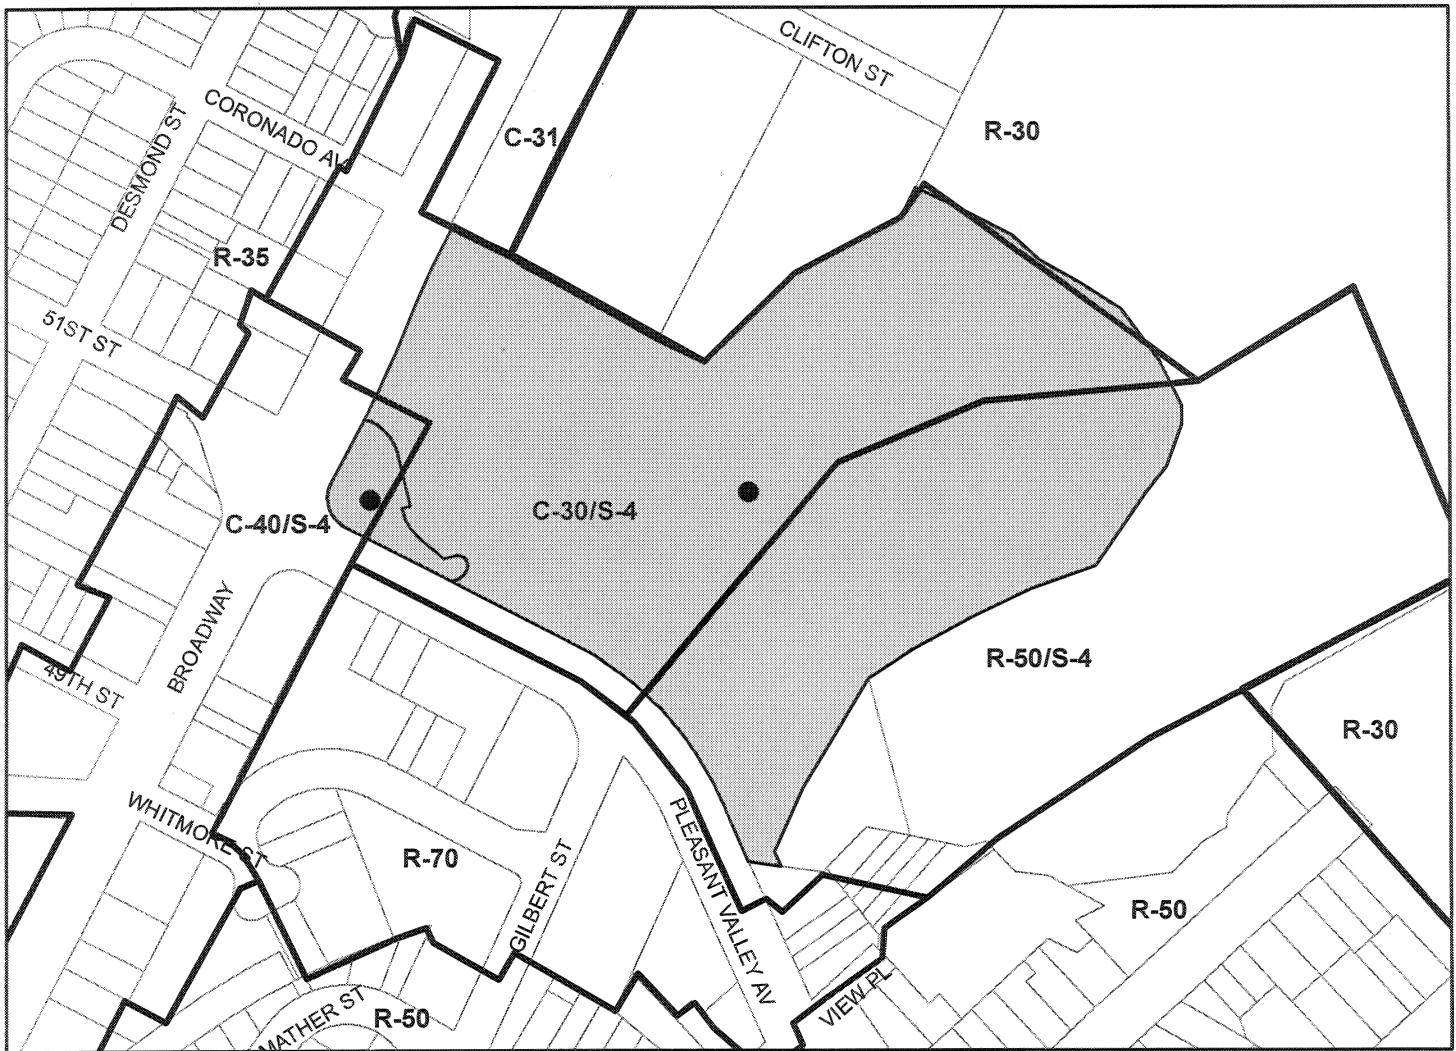 CLIFTON ST
CORONADO AV
C-31
R-30
DESMOND ST
R-35
51ST ST
C-40/S-4
C-30/S-4
BROADWAY
R-50/S-4
49TH ST
R-30
WHITMORE ST
PLEASANT VALLEY AV
R-70
GILBERT ST
R-50
VIEW PL
MATHER ST
R-50